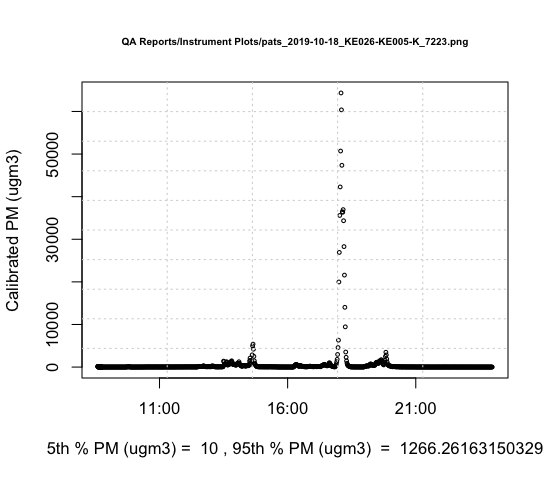 QA Reports/Instrument Plots/pats_2019-10-18_KE026-KE005-K_7223.png
Calibrated PM (ugm3)
50000
30000
10000
0
11:00 16:00 21:00
5th % PM (ugm3) = 10 , 95th % PM (ugm3) = 1266.26163150329